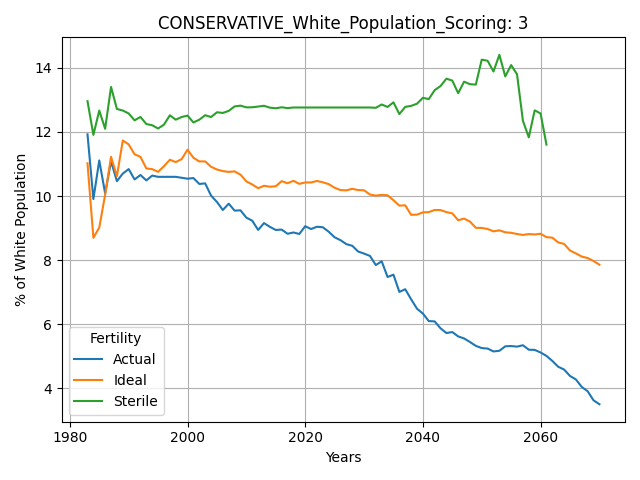 CONSERVATIVE_White_Population_Scoring: 3
% of White Population
14
12
10
8
6
4
Fertility
Actual
Ideal
Sterile
1980
2000
2020
2040
2060
Years